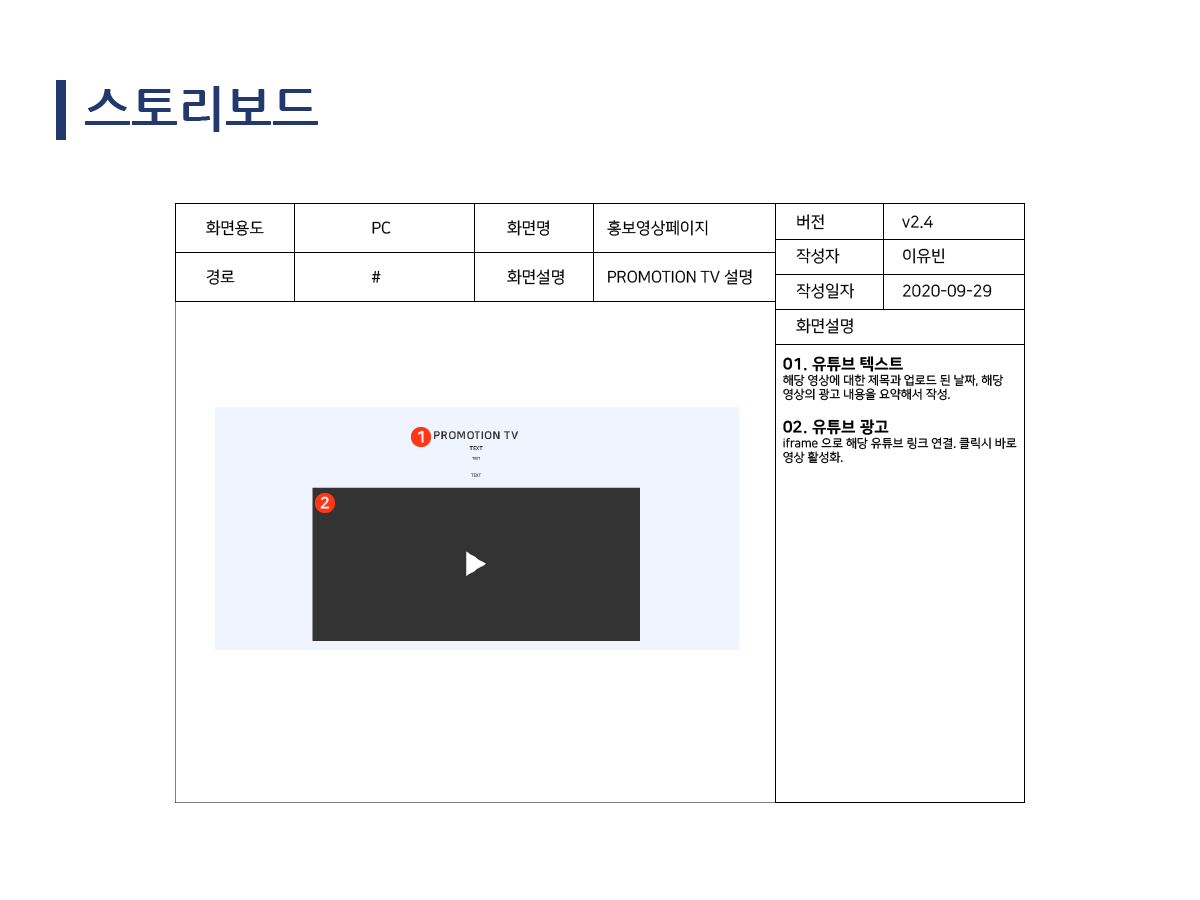 스토리보드
화면용도 PC 화면명 홍보영상페이지
경로 # 화면설명 PROMOTION TV 설명
버전 v2.4
작성자 이유빈
작성일자 2020-09-29
화면설명
1 PROMOTION TV
TEXT
TEXT
TEXT
2
01. 유튜브 텍스트
해당 영상에 대한 제목과 업로드 된 날짜, 해당
영상의 광고 내용을 요약해서 작성.
02. 유튜브 광고
iframe 으로 해당 유튜브 링크 연결. 클릭시 바로
영상 활성화.